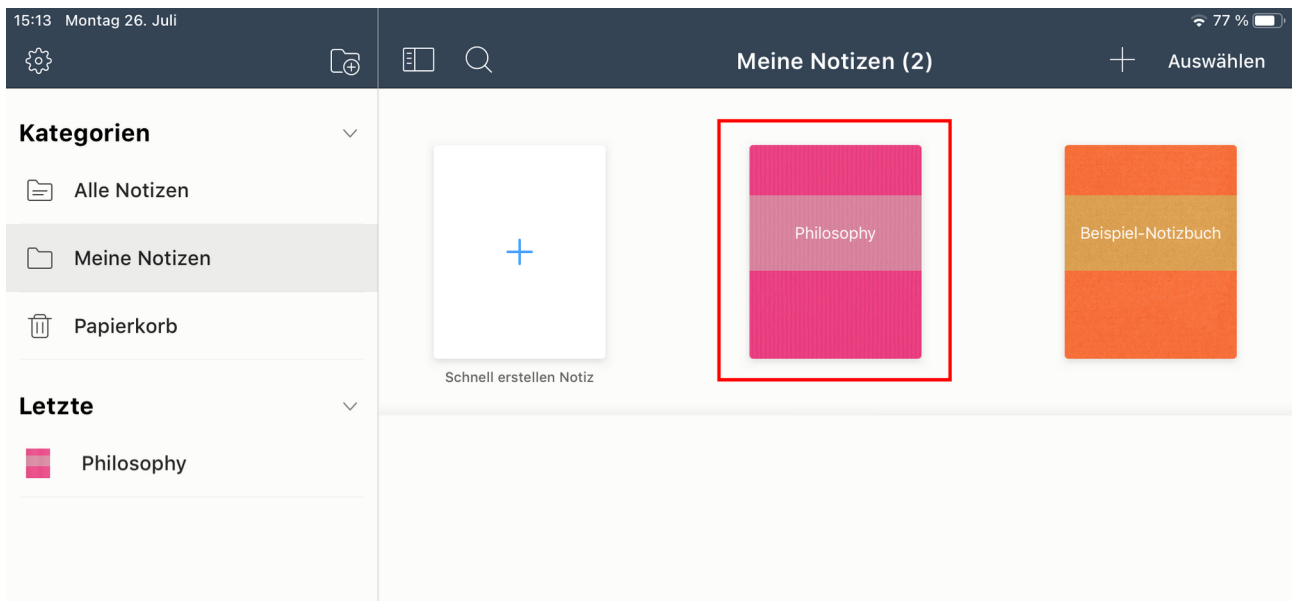 15:13 Montag 26. Juli
77 %
Meine Notizen (2)
Auswählen
Kategorien
Alle Notizen
Meine Notizen
Papierkorb
Letzte
Philosophy
Schnell erstellen Notiz
Philosophy
Beispiel-Notizbuch